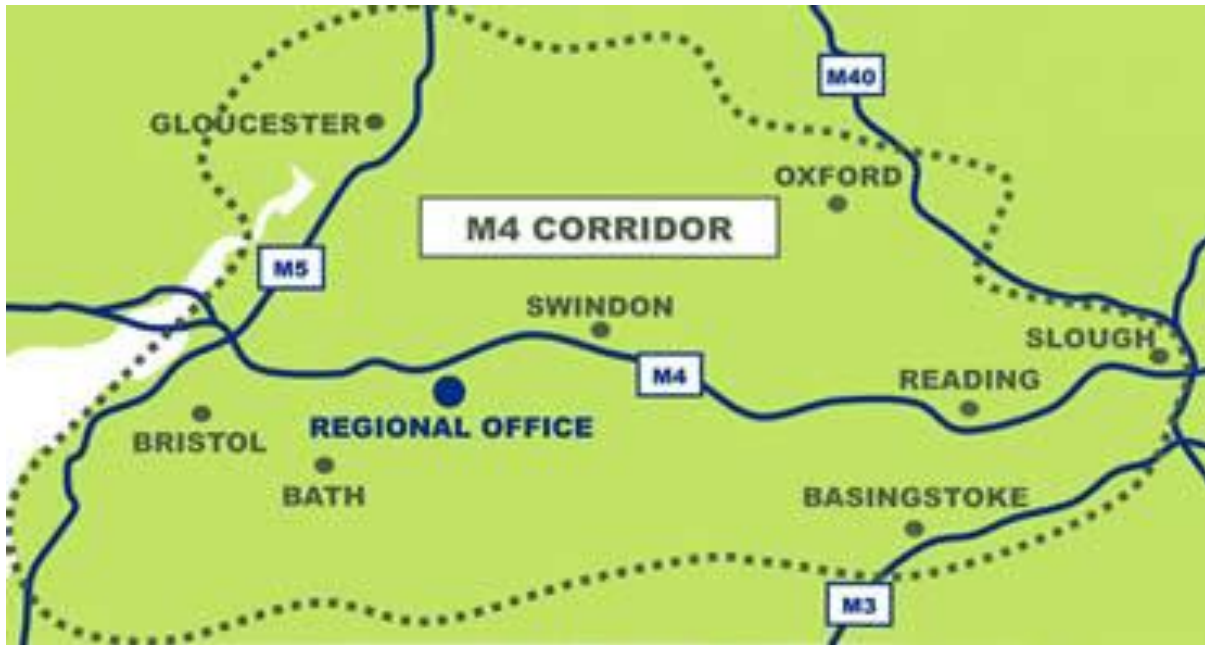 M40
GLOUCESTER
OXFORD
M4 CORRIDOR
M5
SWINDON
SLOUGH
M4
READING
REGIONAL OFFICE
BRISTOL
BATH
BASINGSTOKE
M3